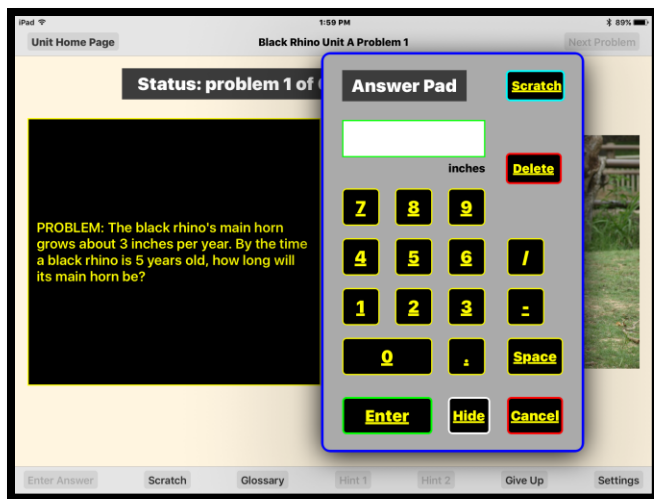 iPad 1:59 PM 89%
Unit Home Page Black Rhino Unit A Problem 1 Next Problem
Status: problem 1 of
Answer Pad Scratch
inches Delete
PROBLEM: The black rhino's main horn
grows about 3 inches per year. By the time
a black rhino is 5 years old, how long will
its main horn be?
7 8 9
4 5 6 /
1 2 3 -
0 . Space
Enter Hide Cancel
Enter Answer Scratch Glossary Hint 1 Hint 2 Give Up Settings